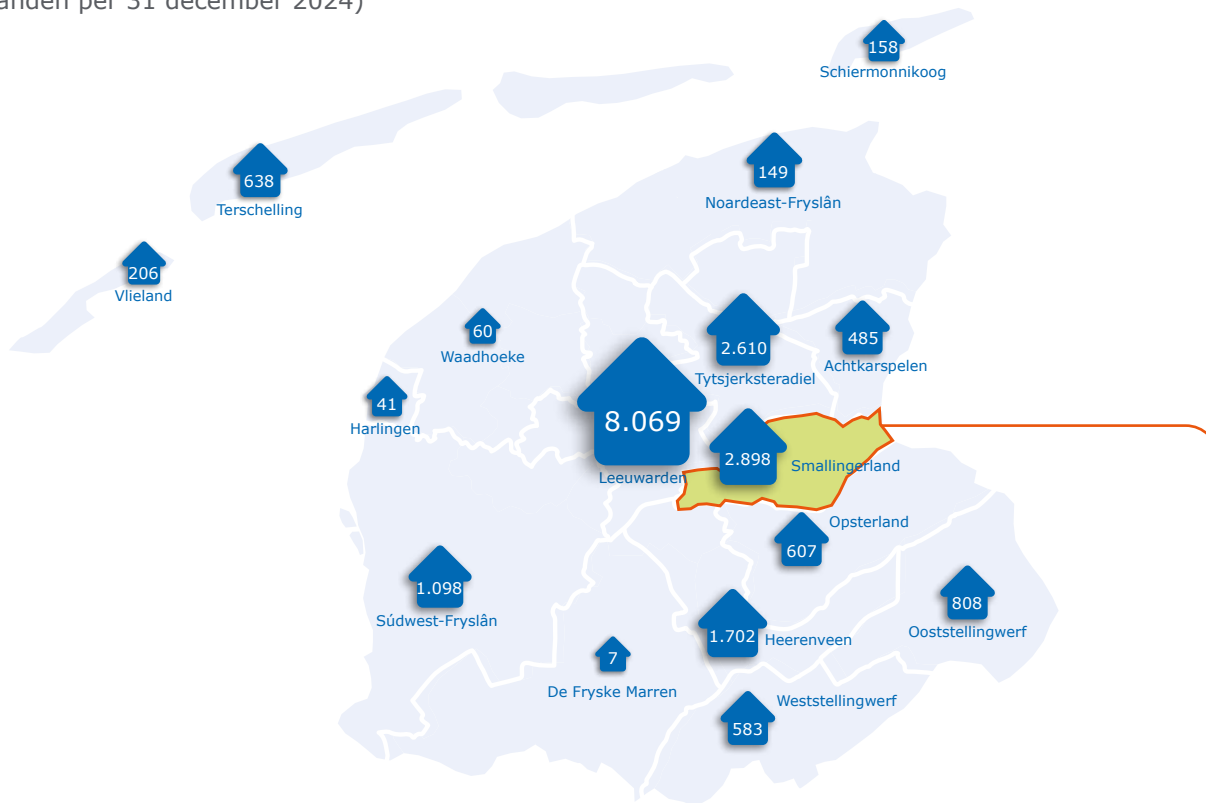 anden per 31 december 2024)
158
Schiermonnikoog
149
Noardeast-Fryslân
638
Terschelling
206
Vlieland
60
Waadhoeke
2.610
Tytsjerksteradiel
485
Achtkarspelen
41
Harlingen
8.069
Leeuwarden
2.898
Smallingerland
Opsterland
607
1.098
Súdwest-Fryslân
808
Ooststellingwerf
1.702
Heerenveen
7
De Fryske Marren
Weststellingwerf
583